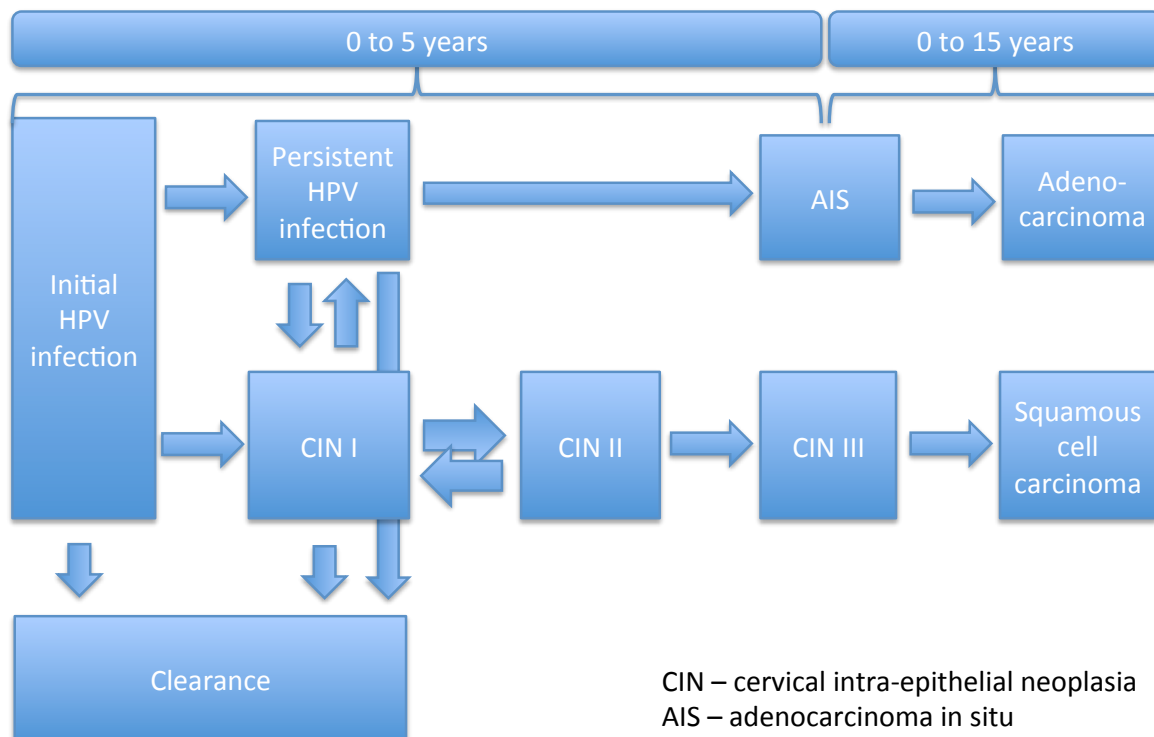 0 to 5 years
0 to 15 years
Initial
HPV
infection
Persistent
HPV
infection
AIS
Adeno-
carcinoma
CIN I
CIN II
CIN III
Squamous
cell
carcinoma
Clearance
CIN – cervical intra-epithelial neoplasia
AIS – adenocarcinoma in situ